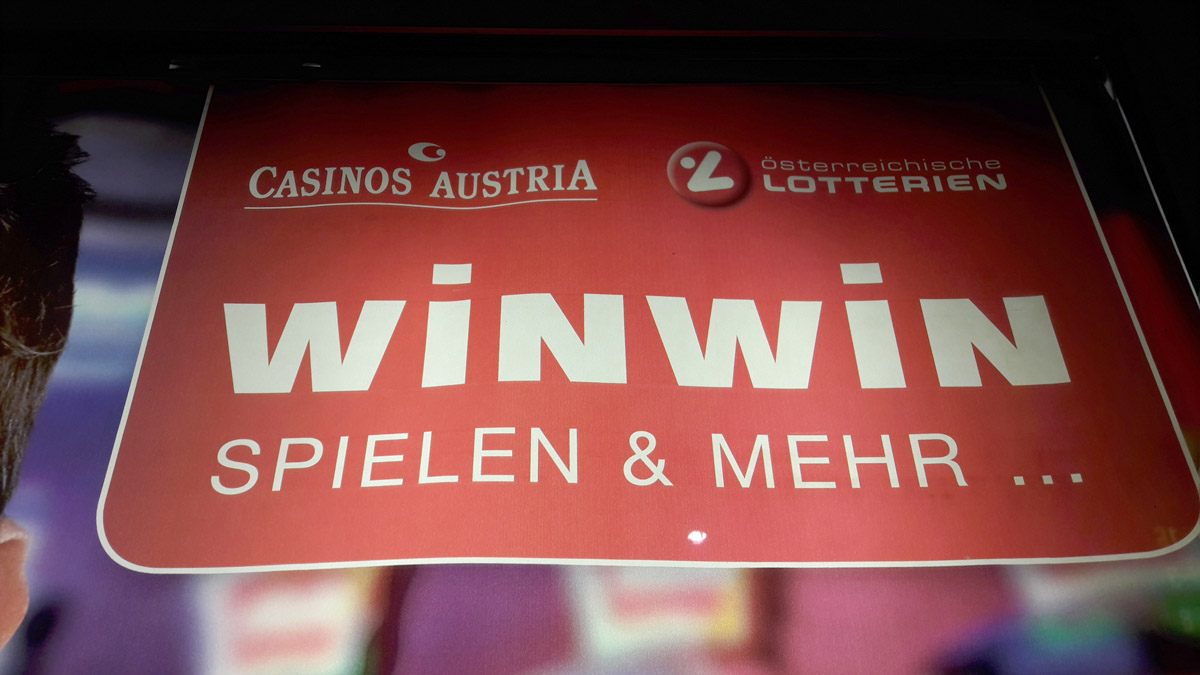 CASINOS AUSTRIA
österreichische
LOTTERIEN
WINWIN
SPIELEN & MEHR ...